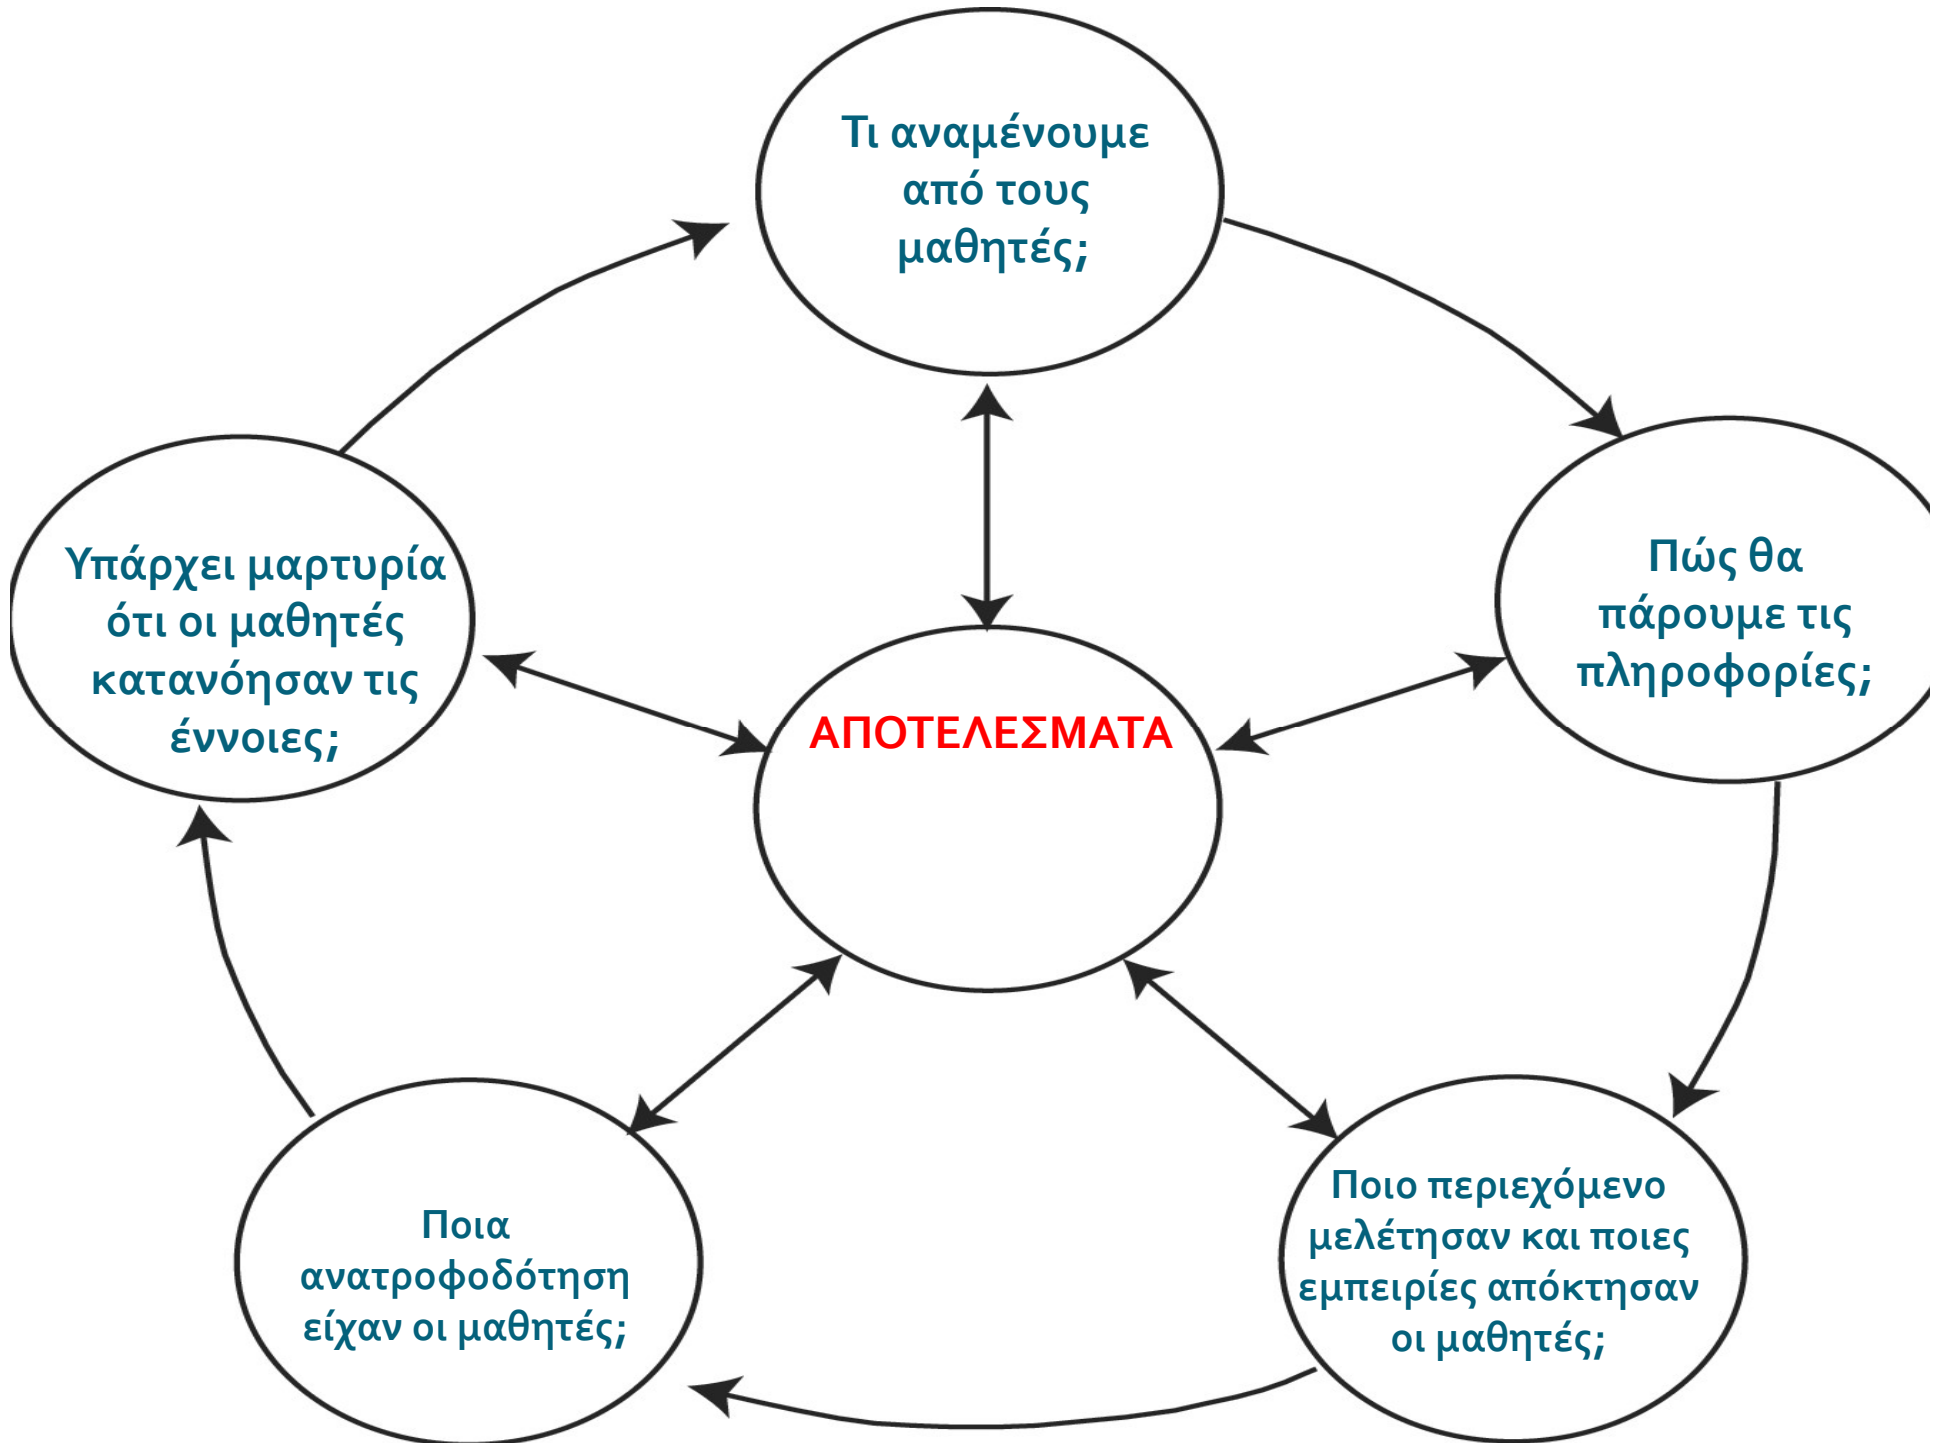 Τι αναμένουμε
από τους
μαθητές;
Πώς θα
πάρουμε τις
πληροφορίες;
Ποιο περιεχόμενο
μελέτησαν και ποιες
εμπειρίες απόκτησαν
οι μαθητές;
Ποια
ανατροφοδότηση
είχαν οι μαθητές;
Υπάρχει μαρτυρία
ότι οι μαθητές
κατανόησαν τις
έννοιες;
ΑΠΟΤΕΛΕΣΜΑΤΑ